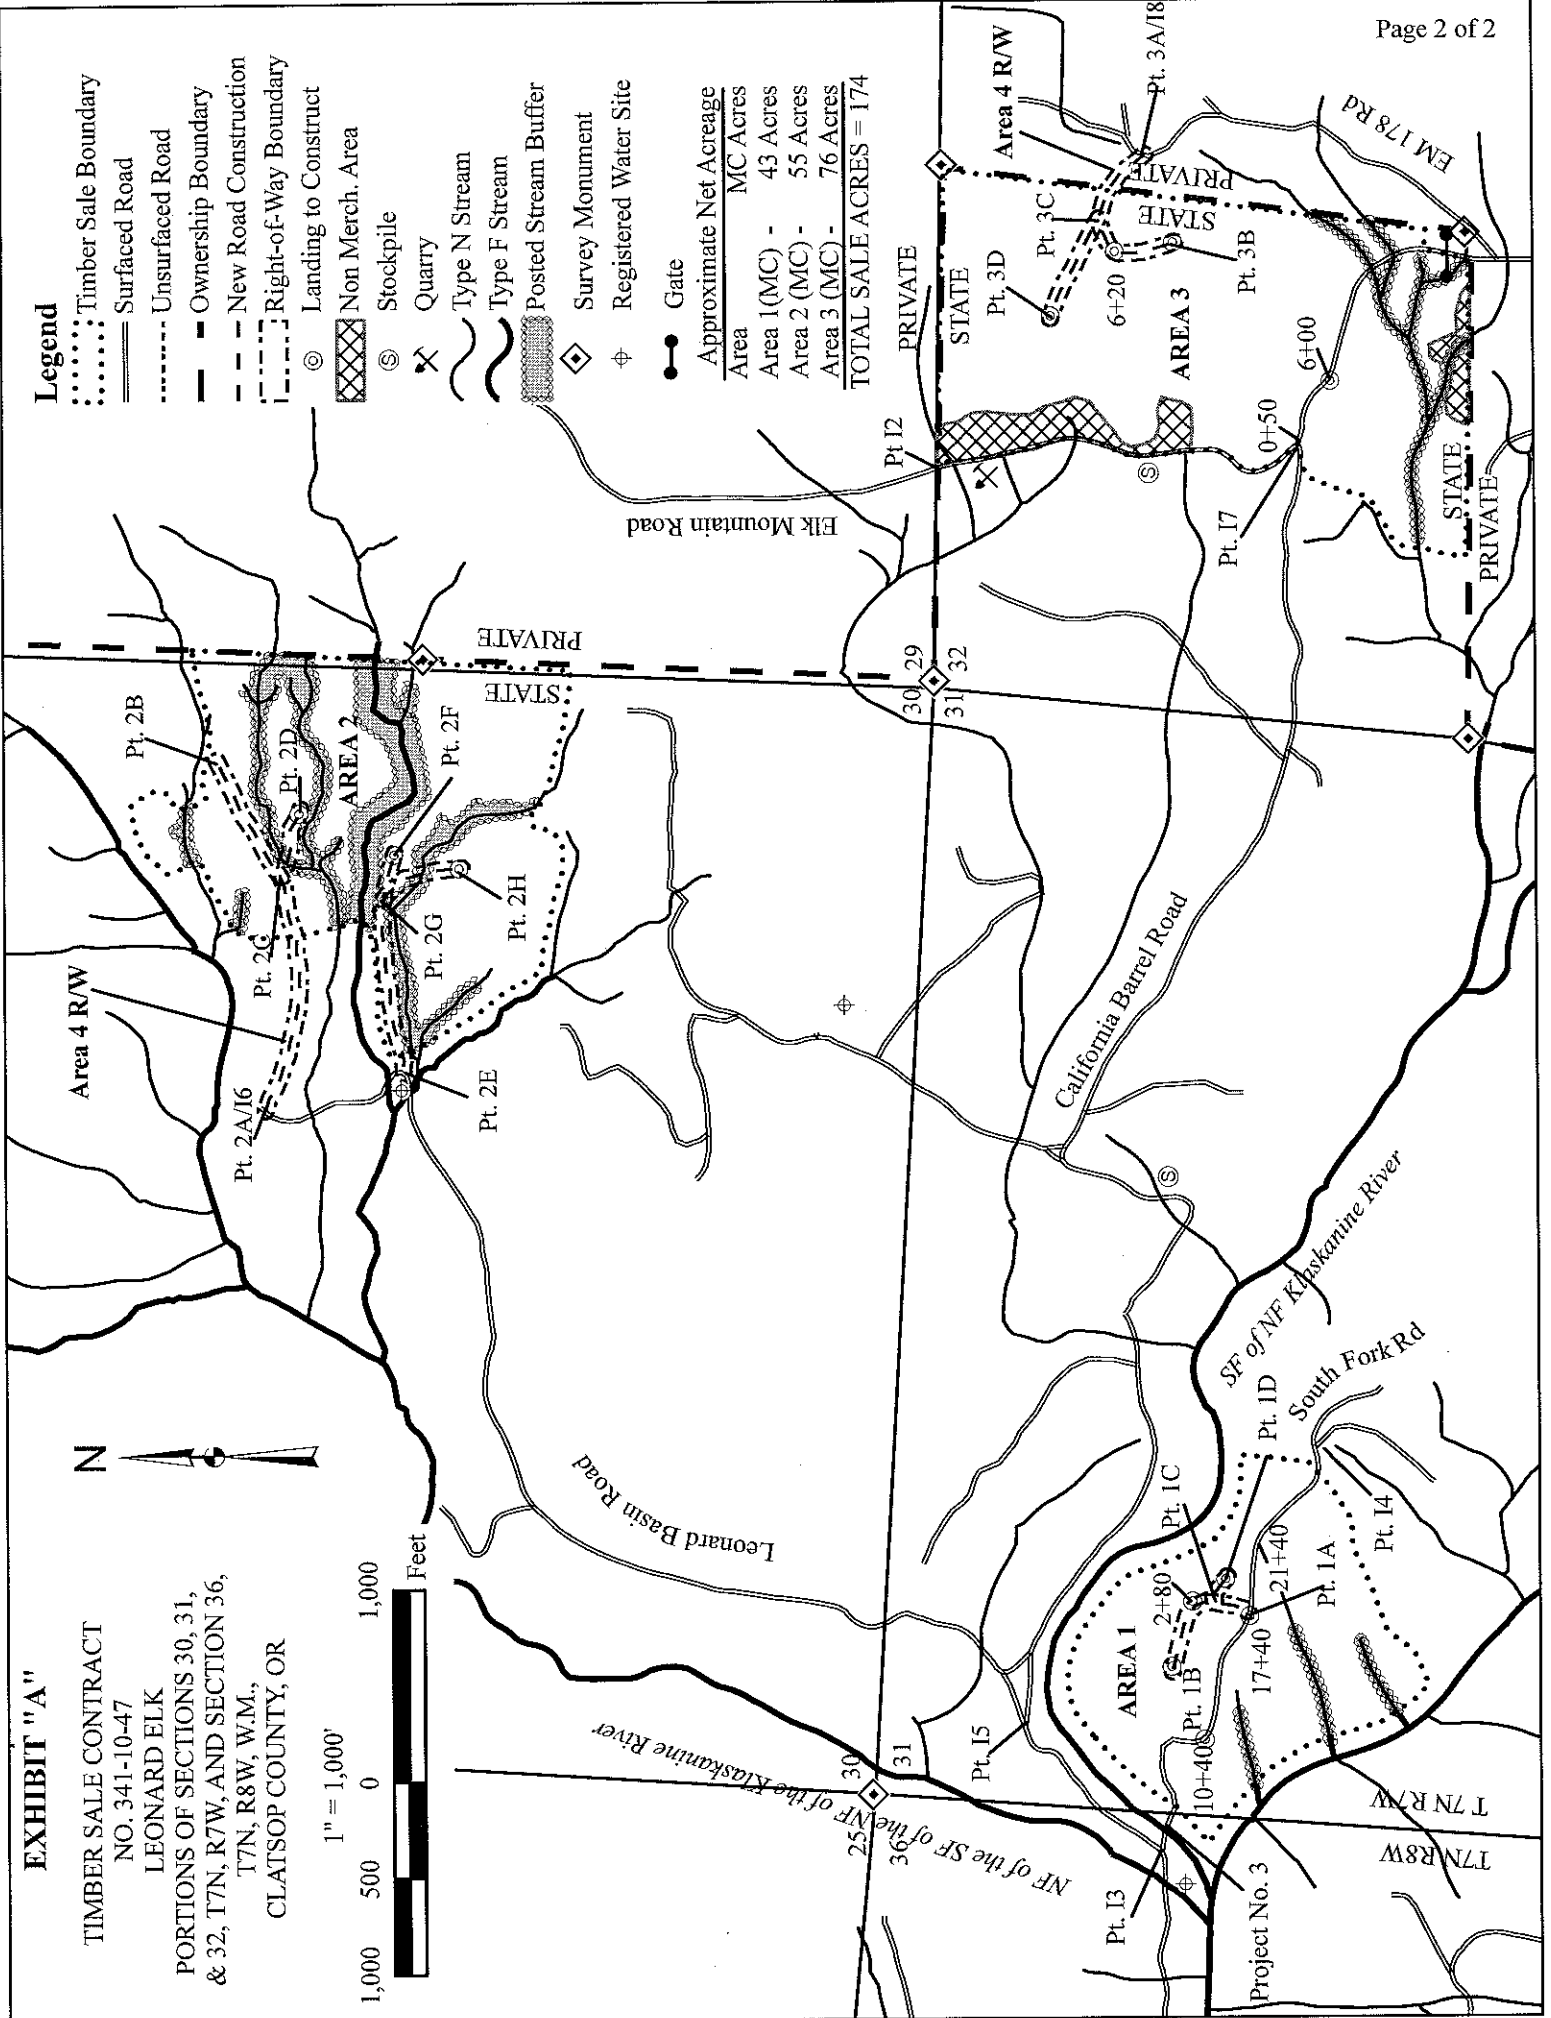 Page 2 of 2
EXHIBIT "A"
TIMBER SALE CONTRACT
NO. 341-10-47
LEONARD ELK
PORTIONS OF SECTIONS 30, 31,
& 32, T7N, R7W, AND SECTION 36,
T7N, R8W, W.M.,
CLATSOP COUNTY, OR
1" = 1,000'
1,000 500 0 1,000
Feet
N
Legend
Timber Sale Boundary
Surfaced Road
Unsurfaced Road
Ownership Boundary
New Road Construction
Right-of-Way Boundary
Landing to Construct
Non Merch. Area
Stockpile
Quarry
Type N Stream
Type F Stream
Posted Stream Buffer
Survey Monument
Registered Water Site
Gate
Approximate Net Acreage
Area MC Acres
Area 1(MC) - 43 Acres
Area 2 (MC) - 55 Acres
Area 3 (MC) - 76 Acres
TOTAL SALE ACRES = 174
Area 4 R/W
Pt. 2A/I6
Pt. 2C
Pt. 2B
Pt. 2D
AREA 2
Pt. 2F
Pt. 2G
Pt. 2H
Pt. 2E
STATE
PRIVATE
Elk Mountain Road
Leonard Basin Road
NF of the SF of the NF of the Klaskanine River
25
30
36
31
30
29
31
32
PRIVATE
STATE
Pt I2
Pt. 3D
Pt. 3C
Area 4 R/W
Pt. 3A/I8
PRIVATE
STATE
6+20
Pt. 3B
EM 178 Rd
AREA 3
S
6+00
0+50
Pt. I7
STATE
PRIVATE
California Barrel Road
S
SF of NF Klaskanine River
South Fork Rd
Pt. 1D
Pt. 1C
2+80
AREA 1
Pt. 1B
21+40
Pt. 1A
Pt. I4
17+40
10+40
Pt. I5
Pt. I3
Project No. 3
T 7N R7W
T7N R8W